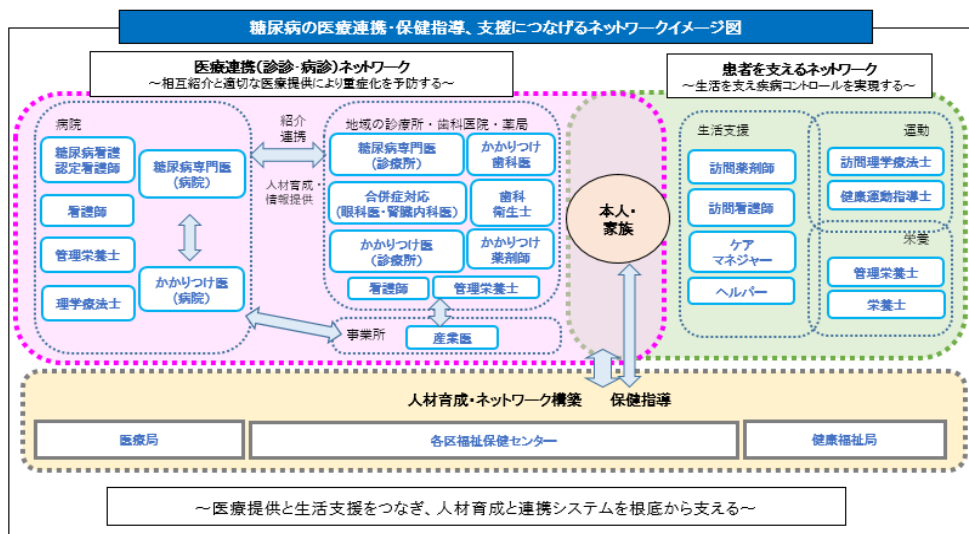 糖尿病の医療連携・保健指導、支援につなげるネットワークイメージ図
医療連携(診診・病診)ネットワーク
～相互紹介と適切な医療提供により重症化を予防する～
患者を支えるネットワーク
～生活を支え疾病コントロールを実現する～
病院
糖尿病看護
認定看護師
看護師
管理栄養士
理学療法士
糖尿病専門医
(病院)
かかりつけ医
(病院)
紹介
連携
人材育成・
情報提供
地域の診療所・歯科医院・薬局
糖尿病専門医
(診療所)
かかりつけ
歯科医
合併症対応
(眼科医・腎臓内科医)
歯科
衛生士
かかりつけ医
(診療所)
かかりつけ
薬剤師
看護師
管理栄養士
事業所
産業医
本人・
家族
生活支援
訪問薬剤師
訪問看護師
ケア
マネジャー
ヘルパー
運動
訪問理学療法士
健康運動指導士
栄養
管理栄養士
栄養士
人材育成・ネットワーク構築
保健指導
医療局
各区福祉保健センター
健康福祉局
～医療提供と生活支援をつなぎ、人材育成と連携システムを根底から支える～